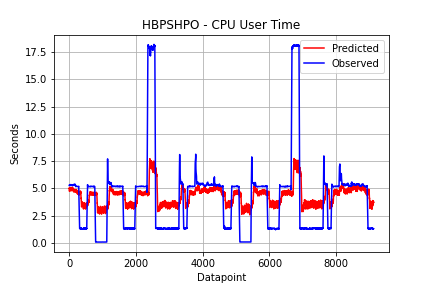 HBPSHPO - CPU User Time
Predicted
Observed
Seconds
17.5
15.0
12.5
10.0
7.5
5.0
2.5
0.0
0
2000
4000
6000
8000
Datapoint